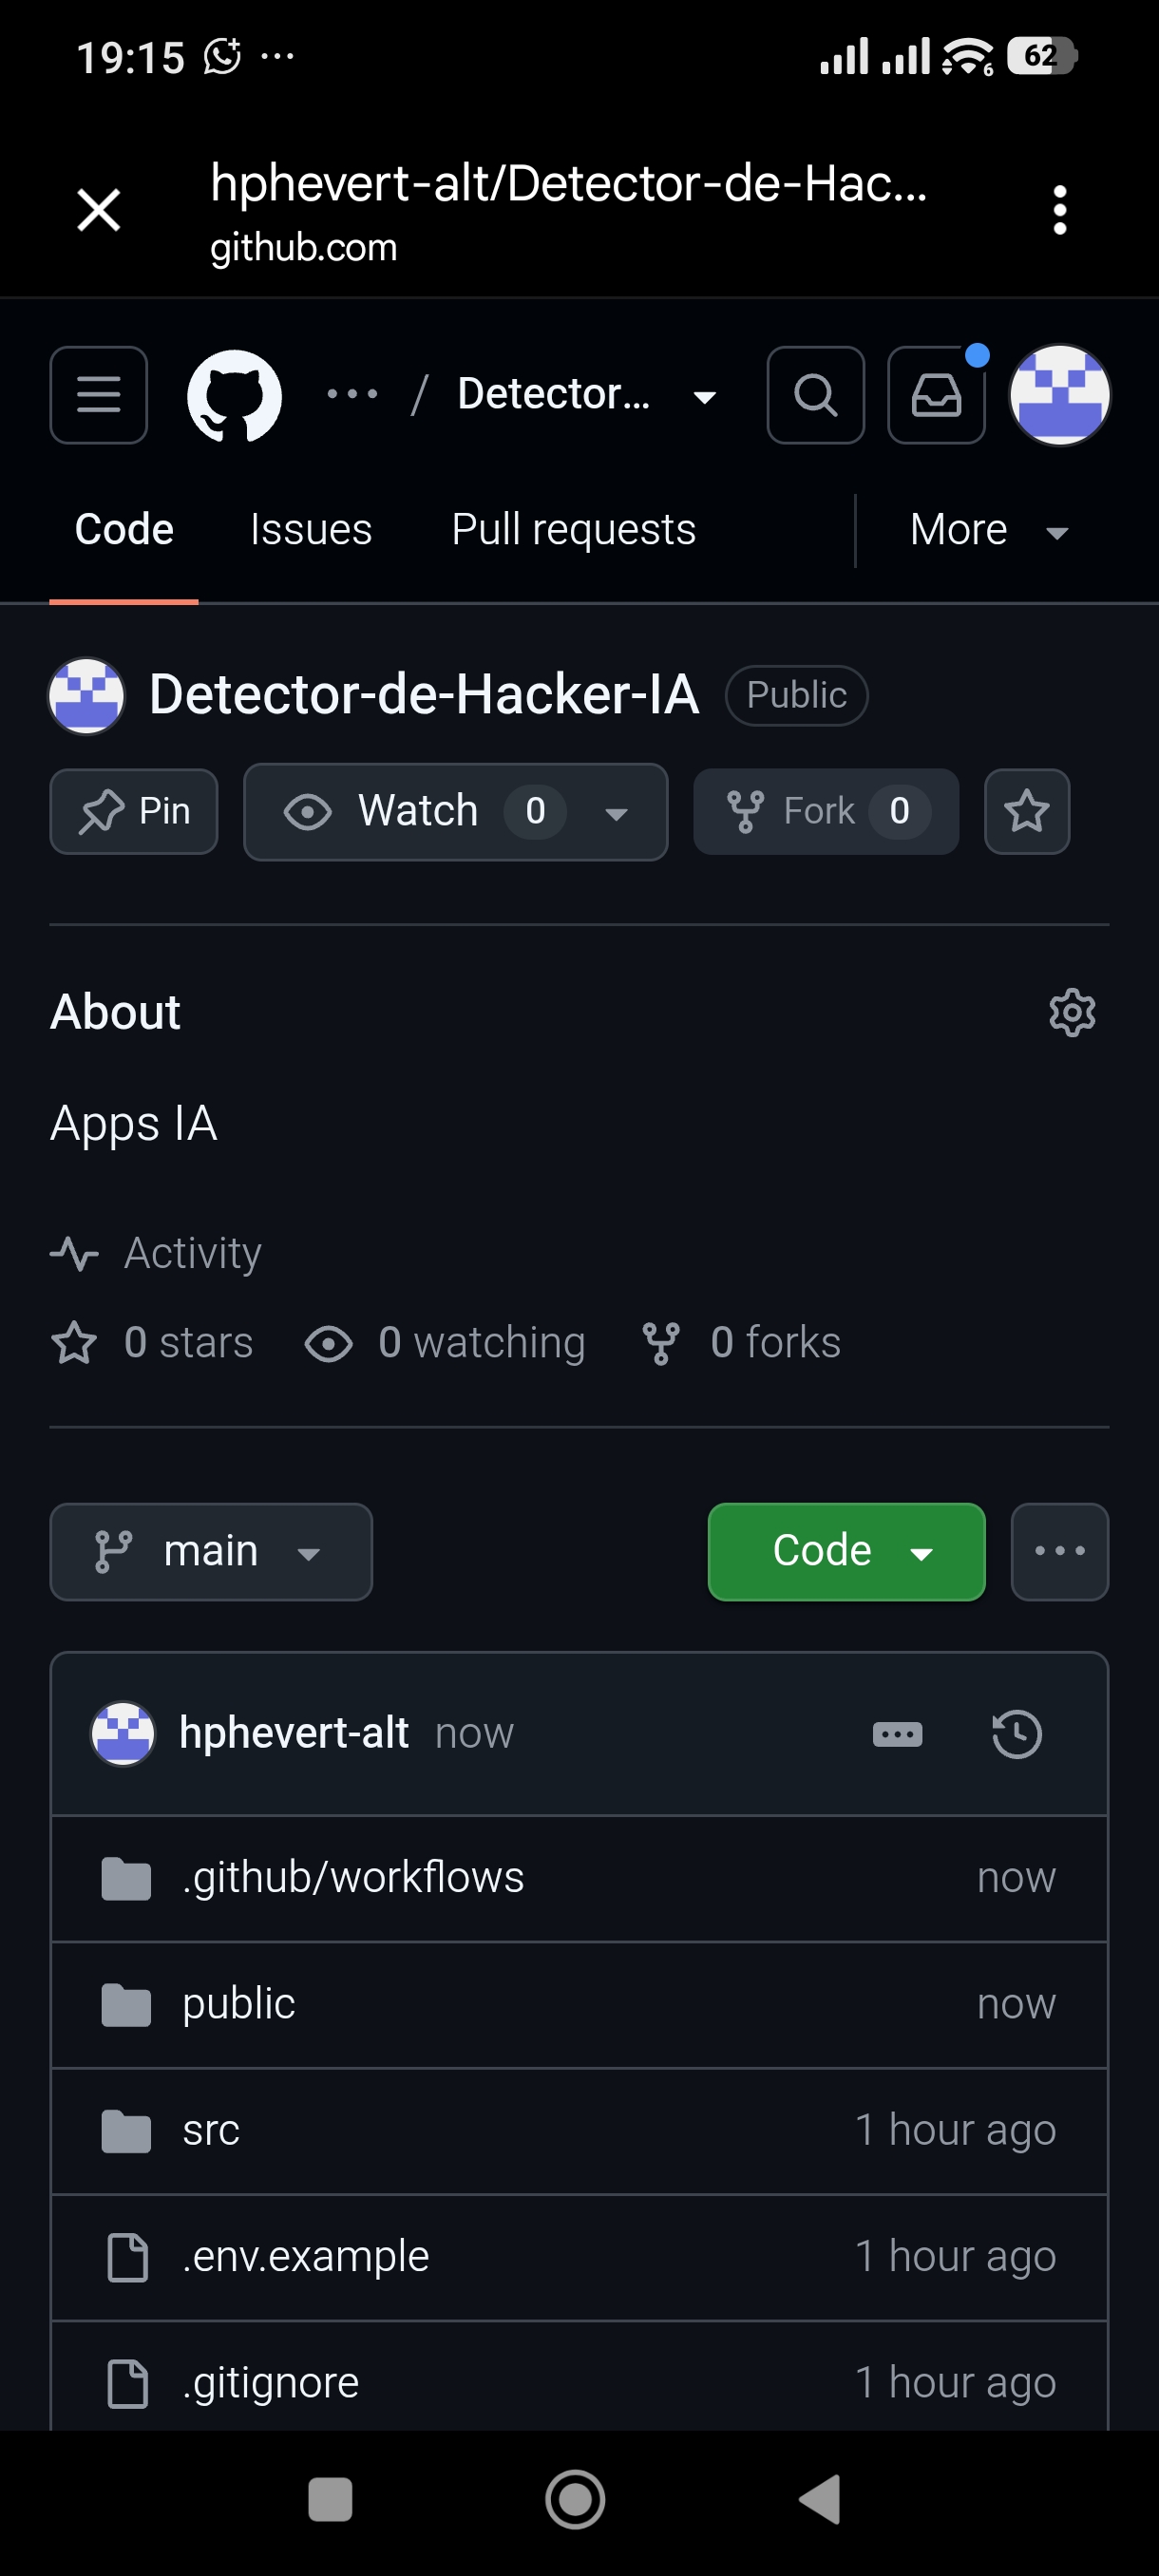 19:15
62
6
hphevert-alt/Detector-de-Hac...
github.com
... / Detector...
Code Issues Pull requests More
Detector-de-Hacker-IA Public
Pin Watch 0 Fork 0
About
Apps IA
Activity
0 stars 0 watching 0 forks
main Code
hphevert-alt now
.github/workflows now
public now
src 1 hour ago
.env.example 1 hour ago
.gitignore 1 hour ago